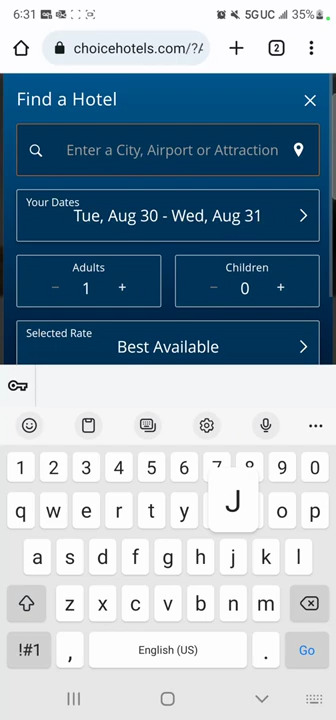 6:31 5G UC 35%
choicehotels.com/?A 2
Find a Hotel
Enter a City, Airport or Attraction
Your Dates
Tue, Aug 30 - Wed, Aug 31
Adults Children
− 1 + − 0 +
Selected Rate
Best Available
1 2 3 4 5 6 7 8 9 0
q w e r t y J o p
a s d f g h j k l
z x c v b n m
!#1 , English (US) . Go